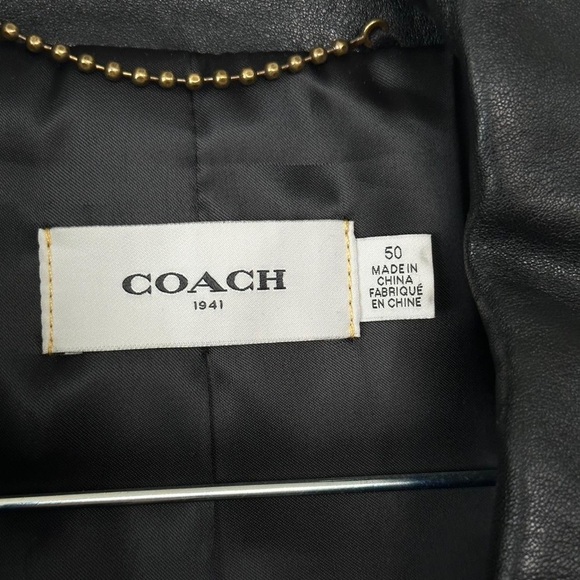 COACH
1941
50
MADE IN
CHINA
FABRIQUÉ
EN CHINE